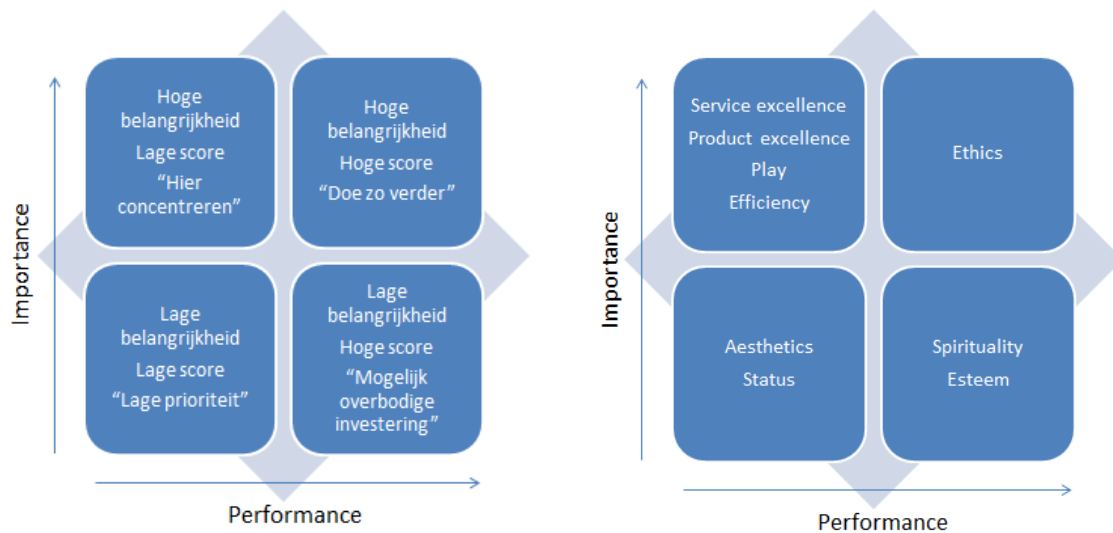 Importance
Hoge
belangrijkheid
Lage score
“Hier
concentreren”
Hoge
belangrijkheid
Hoge score
“Doe zo verder”
Lage
belangrijkheid
Lage score
“Lage prioriteit”
Lage
belangrijkheid
Hoge score
“Mogelijk
overbodige
investering”
Performance
Importance
Service excellence
Product excellence
Play
Efficiency
Ethics
Aesthetics
Status
Spirituality
Esteem
Performance